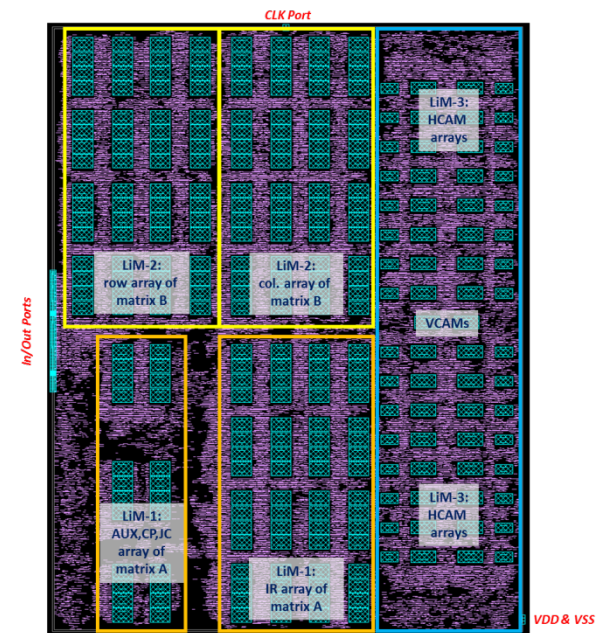 CLK Port
LiM-3:
HCAM
arrays
LiM-2:
row array of
matrix B
LiM-2:
col. array of
matrix B
In/Out Ports
VCAMs
LiM-1:
AUX,CP,JC
array of
matrix A
LiM-3:
HCAM
arrays
LiM-1:
IR array of
matrix A
VDD & VSS